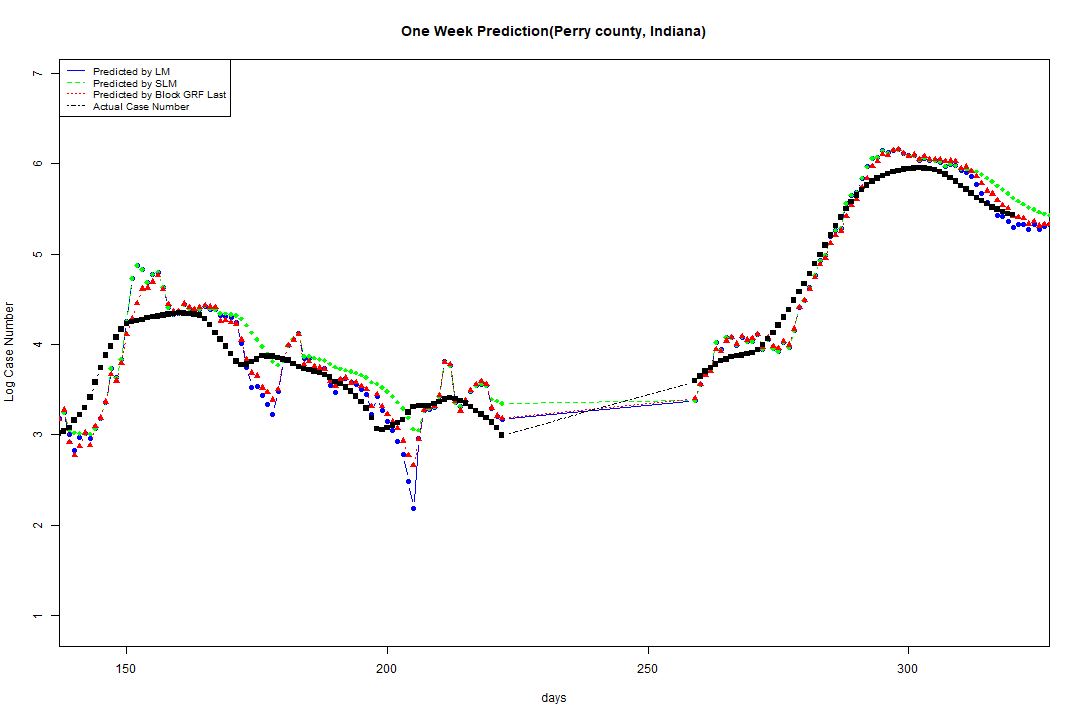 One Week Prediction(Perry county, Indiana)
Predicted by LM
Predicted by SLM
Predicted by Block GRF Last
Actual Case Number
7
6
5
4
3
2
1
Log Case Number
150 200 250 300
days